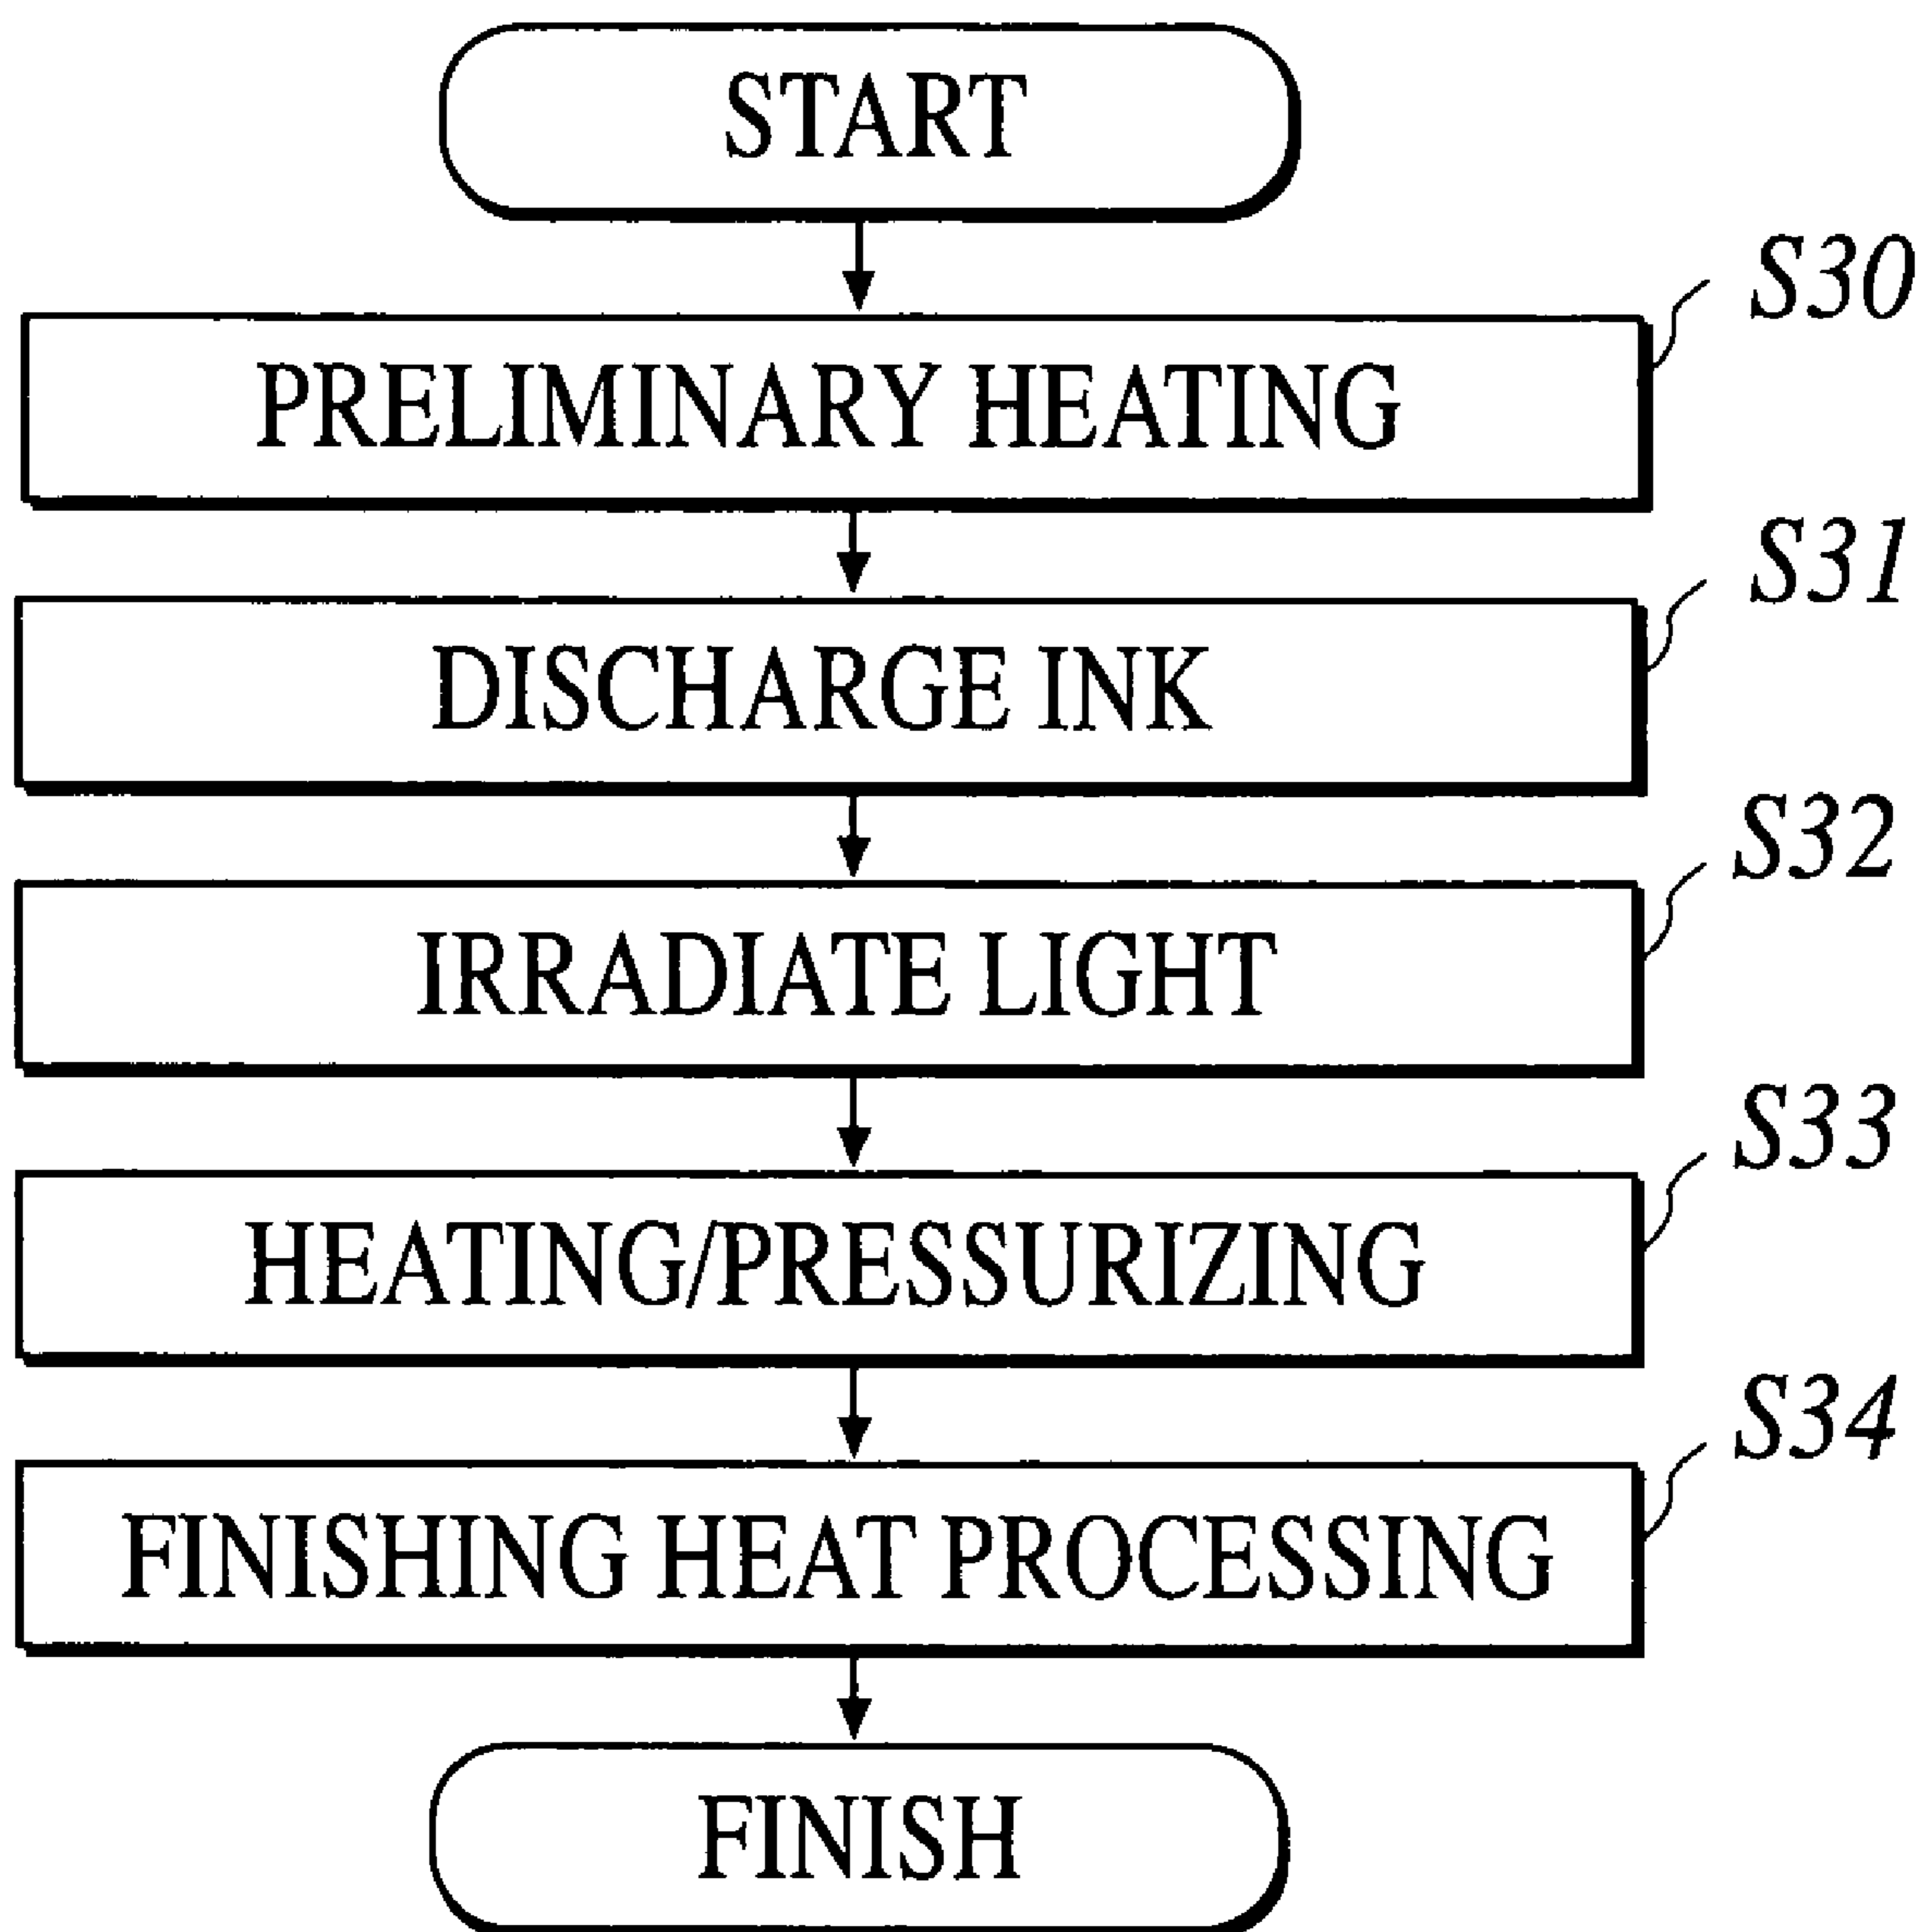 START
S30
PRELIMINARY HEATING
S31
DISCHARGE INK
S32
IRRADIATE LIGHT
S33
HEATING/PRESSURIZING
S34
FINISHING HEAT PROCESSING
FINISH